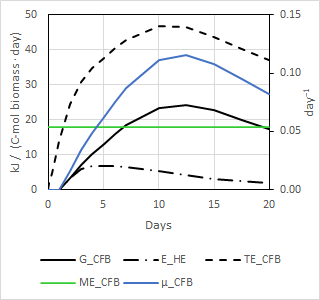 50
40
30
20
10
0
0.15
0.10
0.05
0.00
kJ / (C-mol biomass · day)
day⁻¹
0 5 10 15 20
Days
G_CFB E_HE TE_CFB
ME_CFB µ_CFB